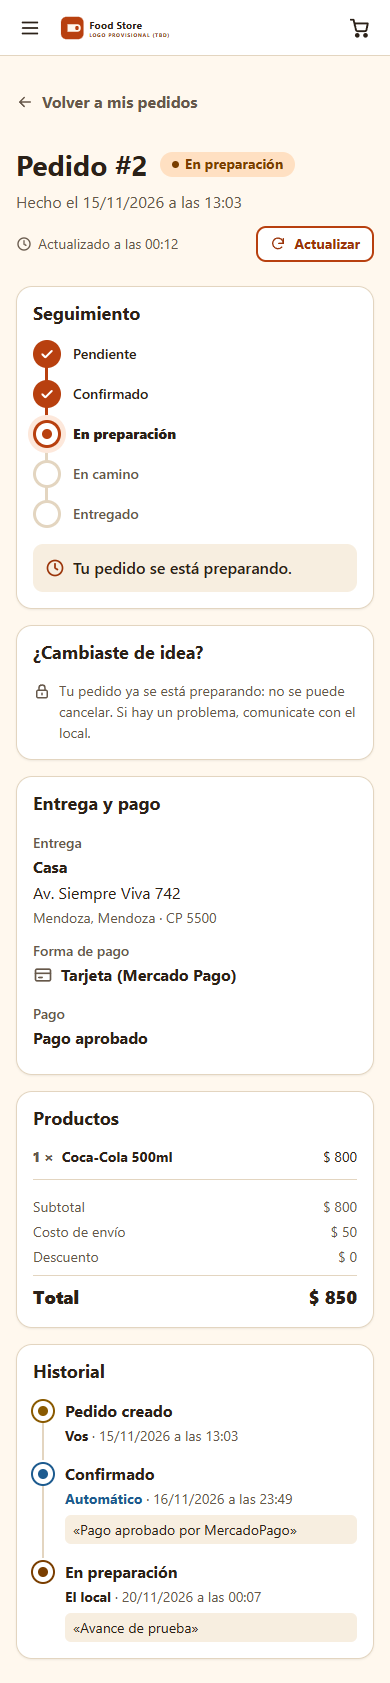 Food Store
LOGO PROVISIONAL (TBD)
Volver a mis pedidos
Pedido #2
En preparación
Hecho el 15/11/2026 a las 13:03
Actualizado a las 00:12
Actualizar
Seguimiento
Pendiente
Confirmado
En preparación
En camino
Entregado
Tu pedido se está preparando.
¿Cambiaste de idea?
Tu pedido ya se está preparando: no se puede
cancelar. Si hay un problema, comunicate con el
local.
Entrega y pago
Entrega
Casa
Av. Siempre Viva 742
Mendoza, Mendoza · CP 5500
Forma de pago
Tarjeta (Mercado Pago)
Pago
Pago aprobado
Productos
1 × Coca-Cola 500ml $ 800
Subtotal $ 800
Costo de envío $ 50
Descuento $ 0
Total $ 850
Historial
Pedido creado
Vos · 15/11/2026 a las 13:03
Confirmado
Automático · 16/11/2026 a las 23:49
«Pago aprobado por MercadoPago»
En preparación
El local · 20/11/2026 a las 00:07
«Avance de prueba»